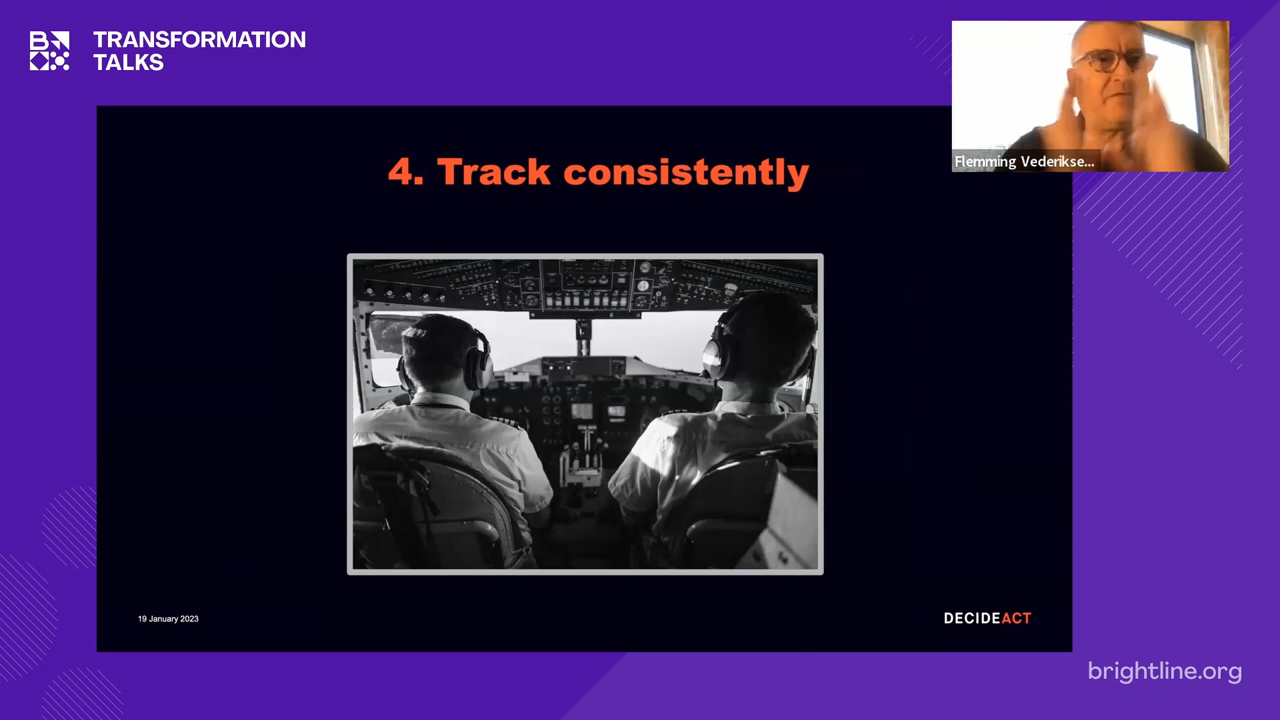 TRANSFORMATION
TALKS
Flemming Vederikse...
4. Track consistently
19 January 2023
DECIDEACT
brightline.org